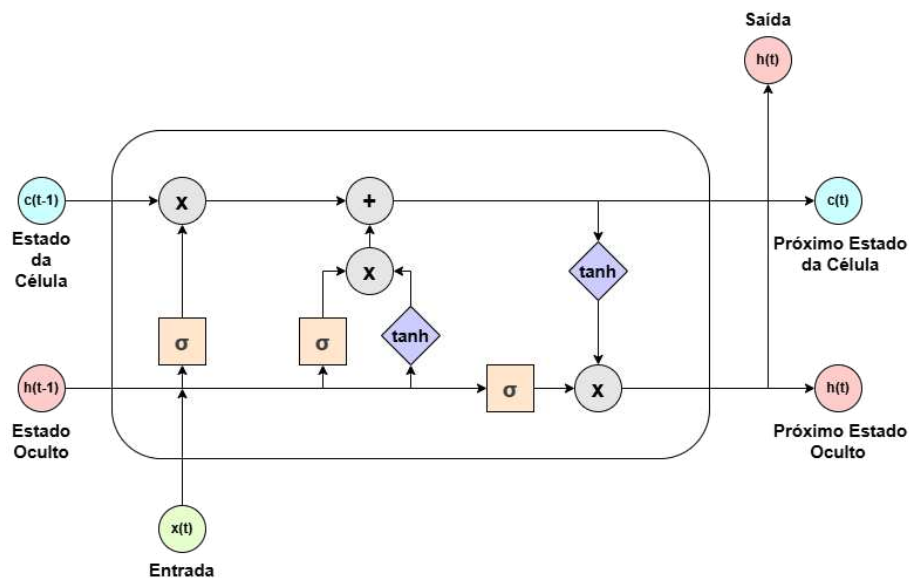 Saída
h(t)
c(t-1)
x
+
c(t)
Estado
da
Célula
Próximo Estado
da Célula
x
tanh
σ
σ
tanh
h(t-1)
σ
x
h(t)
Estado
Oculto
Próximo Estado
Oculto
x(t)
Entrada